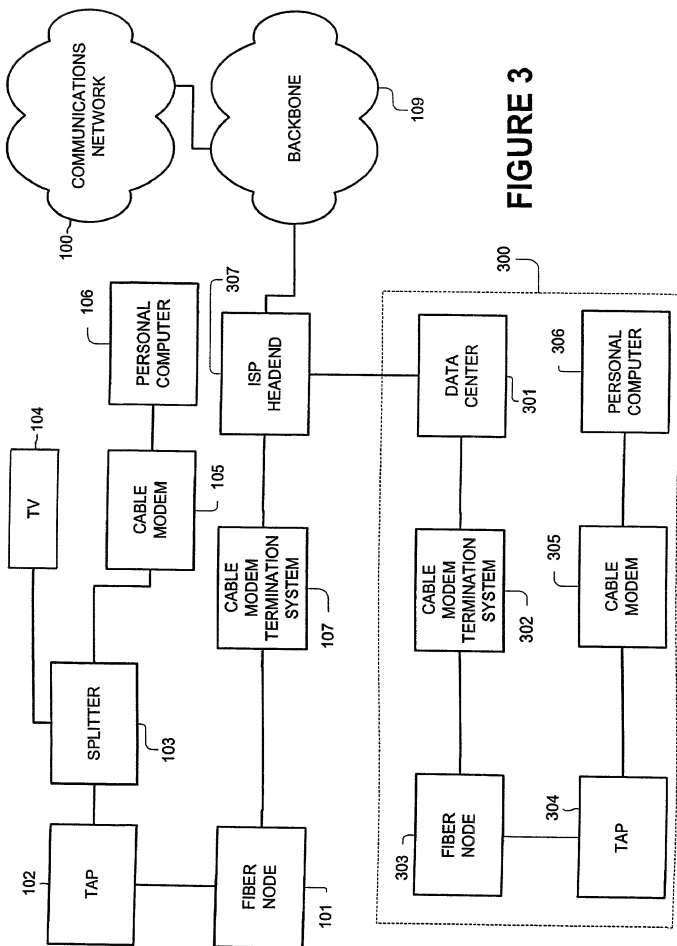 COMMUNICATIONS
NETWORK
100
BACKBONE
109
FIGURE 3
104
TV
106
PERSONAL
COMPUTER
307
CABLE
MODEM
105
ISP
HEADEND
SPLITTER
103
CABLE
MODEM
TERMINATION
SYSTEM
107
102
TAP
FIBER
NODE
101
300
DATA
CENTER
301
306
PERSONAL
COMPUTER
CABLE
MODEM
TERMINATION
SYSTEM
302
305
CABLE
MODEM
303
FIBER
NODE
304
TAP